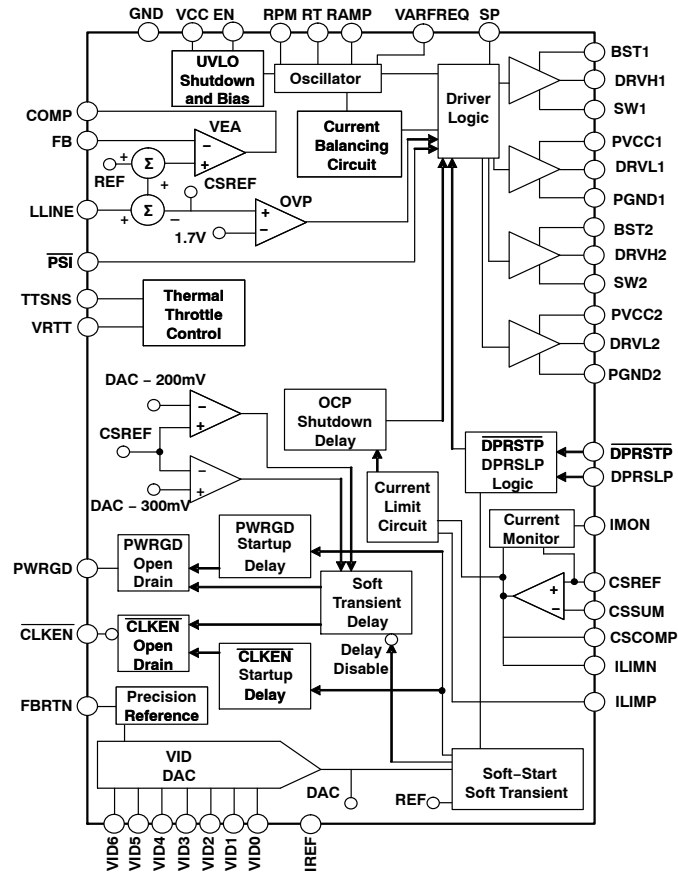 GND VCC EN RPM RT RAMP VARFREQ SP
UVLO
Shutdown
and Bias
Oscillator
Driver
Logic
Current
Balancing
Circuit
BST1
DRVH1
SW1
PVCC1
DRVL1
PGND1
BST2
DRVH2
SW2
PVCC2
DRVL2
PGND2
COMP
FB
VEA
−
+
REF
+
Σ
+
CSREF
LLINE
+
Σ
−
OVP
+
−
1.7V
PSI
TTSNS
VRTT
Thermal
Throttle
Control
DAC − 200mV
−
+
CSREF
−
+
DAC − 300mV
OCP
Shutdown
Delay
Current
Limit
Circuit
DPRSTP
DPRSLP
Logic
DPRSTP
DPRSLP
Current
Monitor
IMON
+
−
CSREF
CSSUM
CSCOMP
ILIMN
ILIMP
PWRGD
PWRGD
Open
Drain
PWRGD
Startup
Delay
Soft
Transient
Delay
Delay
Disable
CLKEN
CLKEN
Open
Drain
CLKEN
Startup
Delay
FBRTN
Precision
Reference
VID
DAC
DAC
REF
Soft−Start
Soft Transient
VID6
VID5
VID4
VID3
VID2
VID1
VID0
IREF